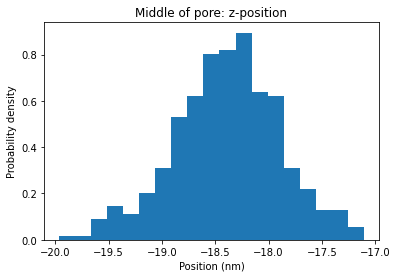 Middle of pore: z-position
Probability density
0.8
0.6
0.4
0.2
0.0
−20.0 −19.5 −19.0 −18.5 −18.0 −17.5 −17.0
Position (nm)